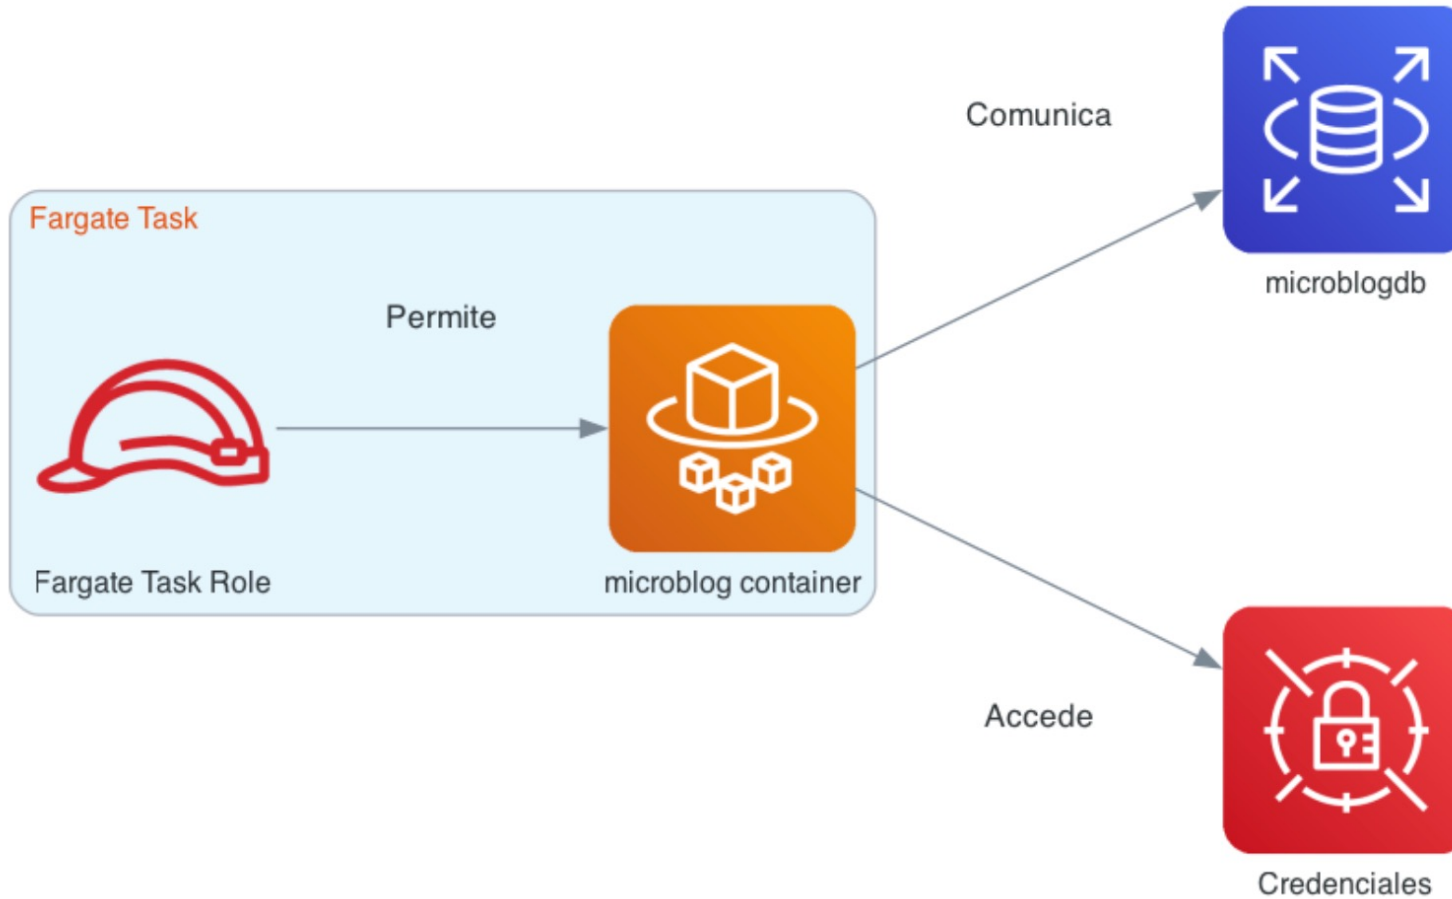 Comunica
microblogdb
Fargate Task
Permite
Fargate Task Role
microblog container
Accede
Credenciales